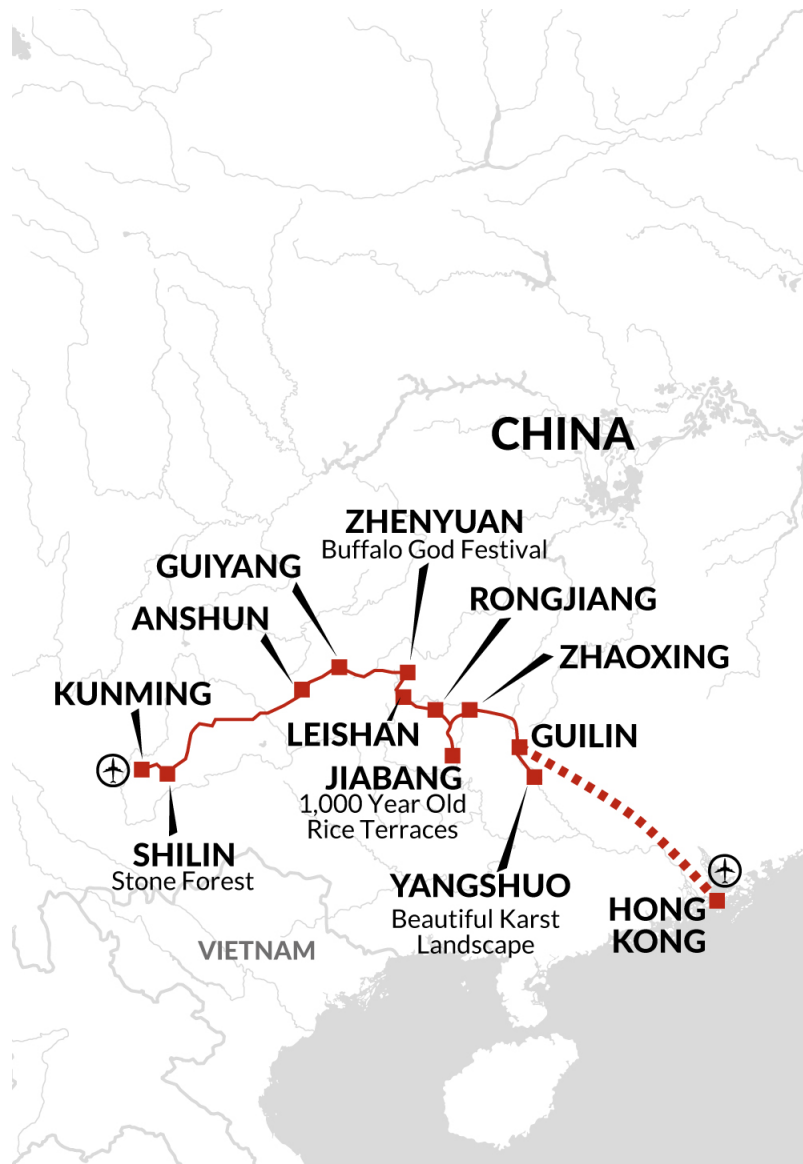 CHINA
ZHENYUAN
Buffalo God Festival
GUIYANG
RONGJIANG
ANSHUN
ZHAOXING
KUNMING
LEISHAN
GUILIN
JIABANG
1,000 Year Old
Rice Terraces
SHILIN
Stone Forest
YANGSHUO
Beautiful Karst
Landscape
HONG
KONG
VIETNAM